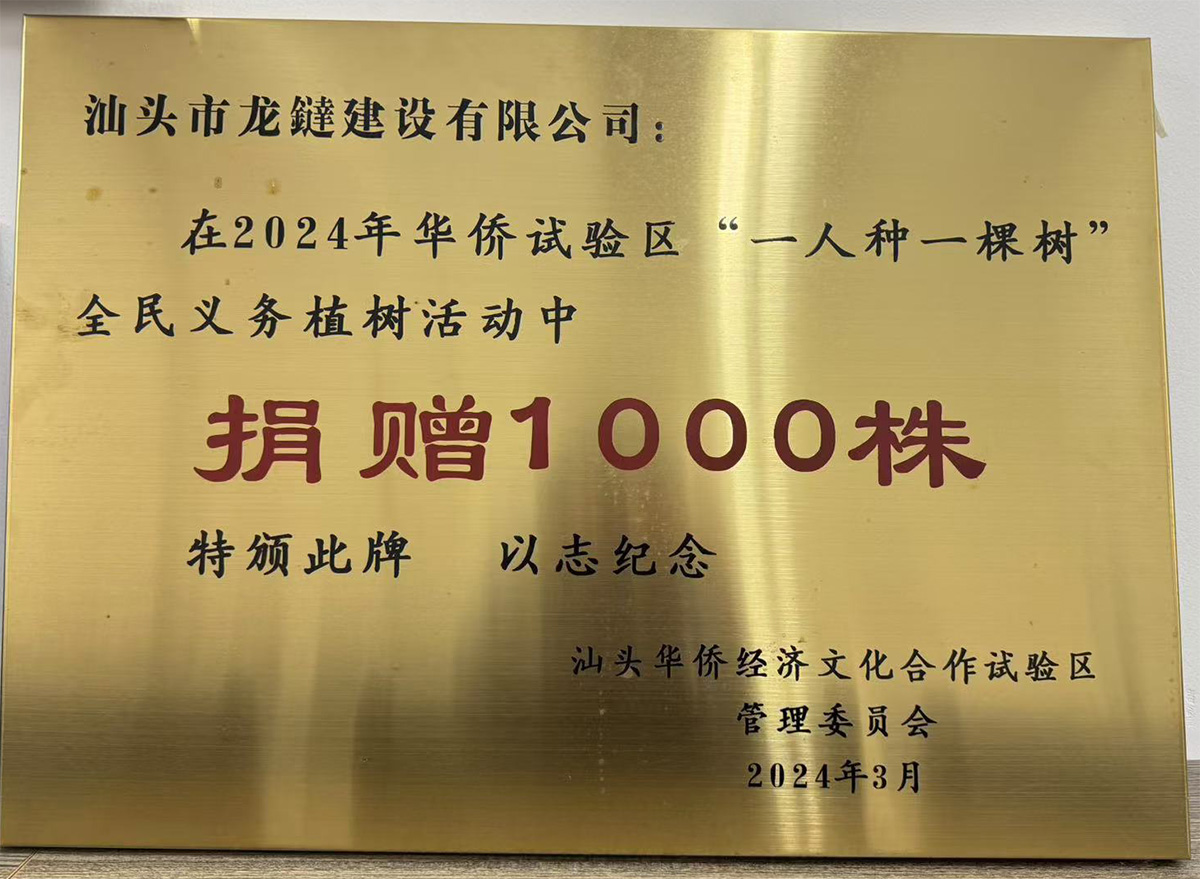 汕头市龙鐽建设有限公司：
在2024年华侨试验区“一人种一棵树”
全民义务植树活动中
捐赠1000株
特颁此牌 以志纪念
汕头华侨经济文化合作试验区
管理委员会
2024年3月